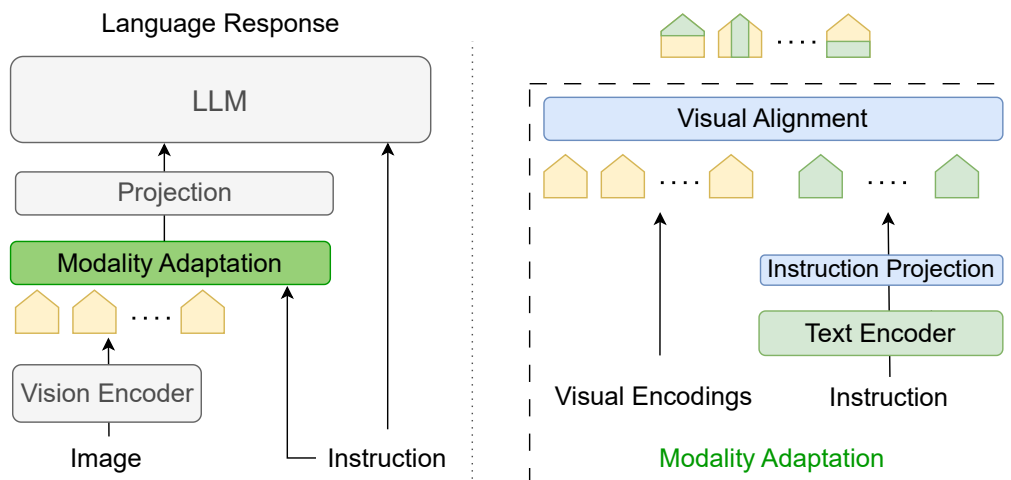 Language Response
LLM
Projection
Modality Adaptation
Vision Encoder
Image
Instruction
Visual Alignment
Instruction Projection
Text Encoder
Visual Encodings
Instruction
Modality Adaptation